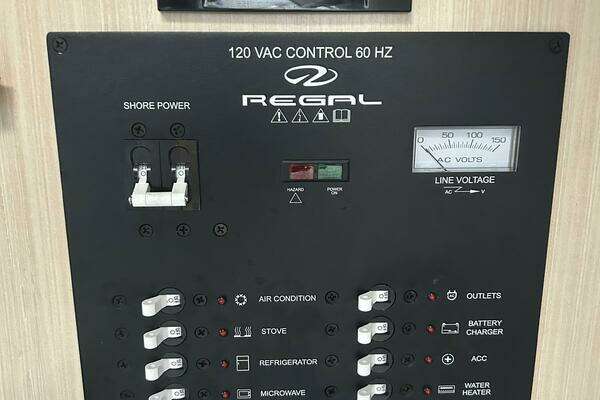 120 VAC CONTROL 60 HZ
REGAL
SHORE POWER
0 50 100 150
AC VOLTS
HAZARD
POWER
ON
LINE VOLTAGE
AC V
AIR CONDITION
OUTLETS
STOVE
BATTERY
CHARGER
REFRIGERATOR
ACC
MICROWAVE
WATER
HEATER